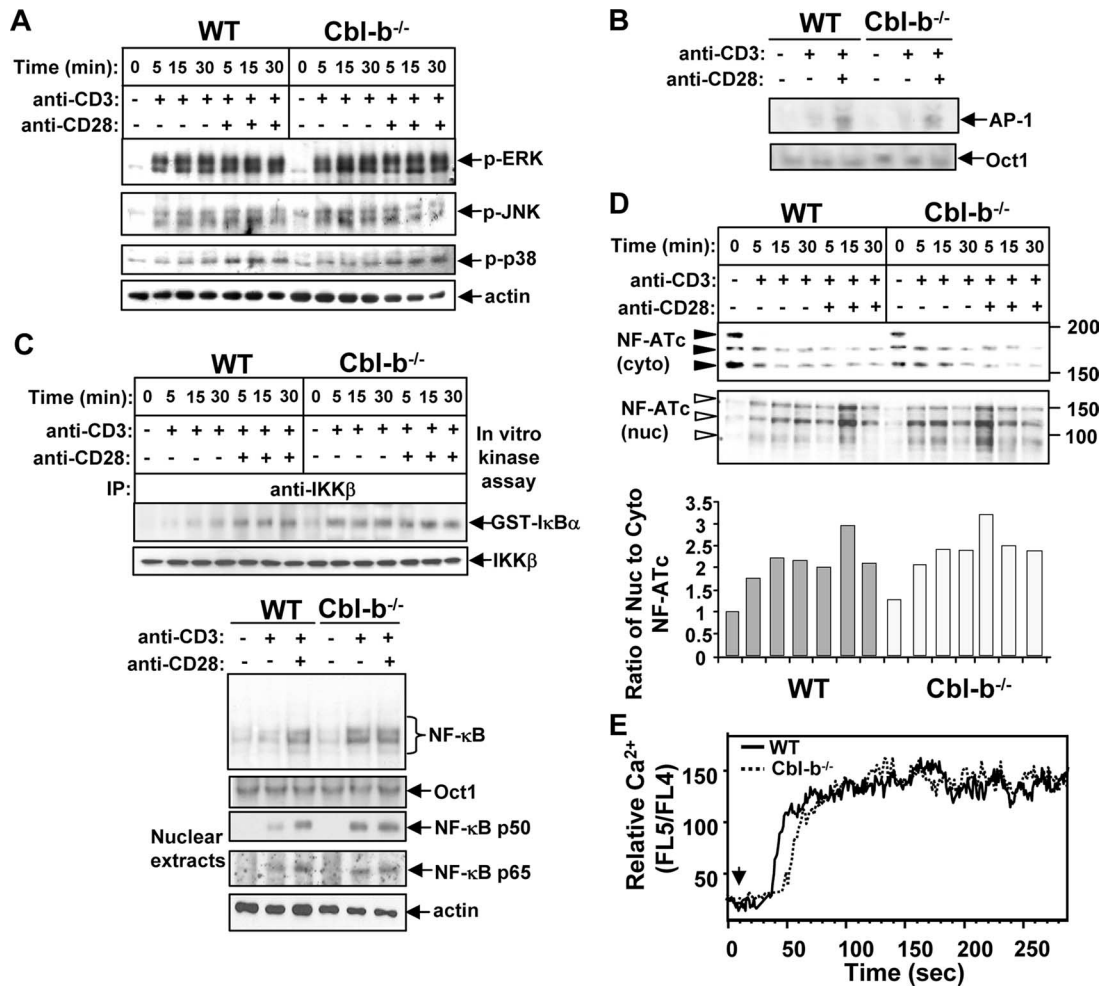 A
WT Cbl-b-/-
Time (min): 0 5 15 30 5 15 30 0 5 15 30 5 15 30
anti-CD3: - + + + + + + - + + + + + +
anti-CD28: - - - - + + + - - - - + + +
p-ERK
p-JNK
p-p38
actin
B
WT Cbl-b-/-
anti-CD3: - + + - + +
anti-CD28: - - + - - +
AP-1
Oct1
C
WT Cbl-b-/-
Time (min): 0 5 15 30 5 15 30 0 5 15 30 5 15 30
anti-CD3: - + + + + + + - + + + + + +
anti-CD28: - - - - + + + - - - - + + +
In vitro
kinase
assay
IP: anti-IKKβ
GST-IκBα
IKKβ
WT Cbl-b-/-
anti-CD3: - + + - + +
anti-CD28: - - + - - +
NF-κB
Oct1
Nuclear
extracts
NF-κB p50
NF-κB p65
actin
D
WT Cbl-b-/-
Time (min): 0 5 15 30 5 15 30 0 5 15 30 5 15 30
anti-CD3: - + + + + + + - + + + + + +
anti-CD28: - - - - + + + - - - - + + +
NF-ATc
(cyto)
200
150
NF-ATc
(nuc)
150
100
Ratio of Nuc to Cyto
NF-ATc
3.5
3
2.5
2
1.5
1
0.5
0
WT Cbl-b-/-
E
WT
Cbl-b-/-
Relative Ca2+
(FL5/FL4)
150
100
50
0 50 100 150 200 250
Time (sec)